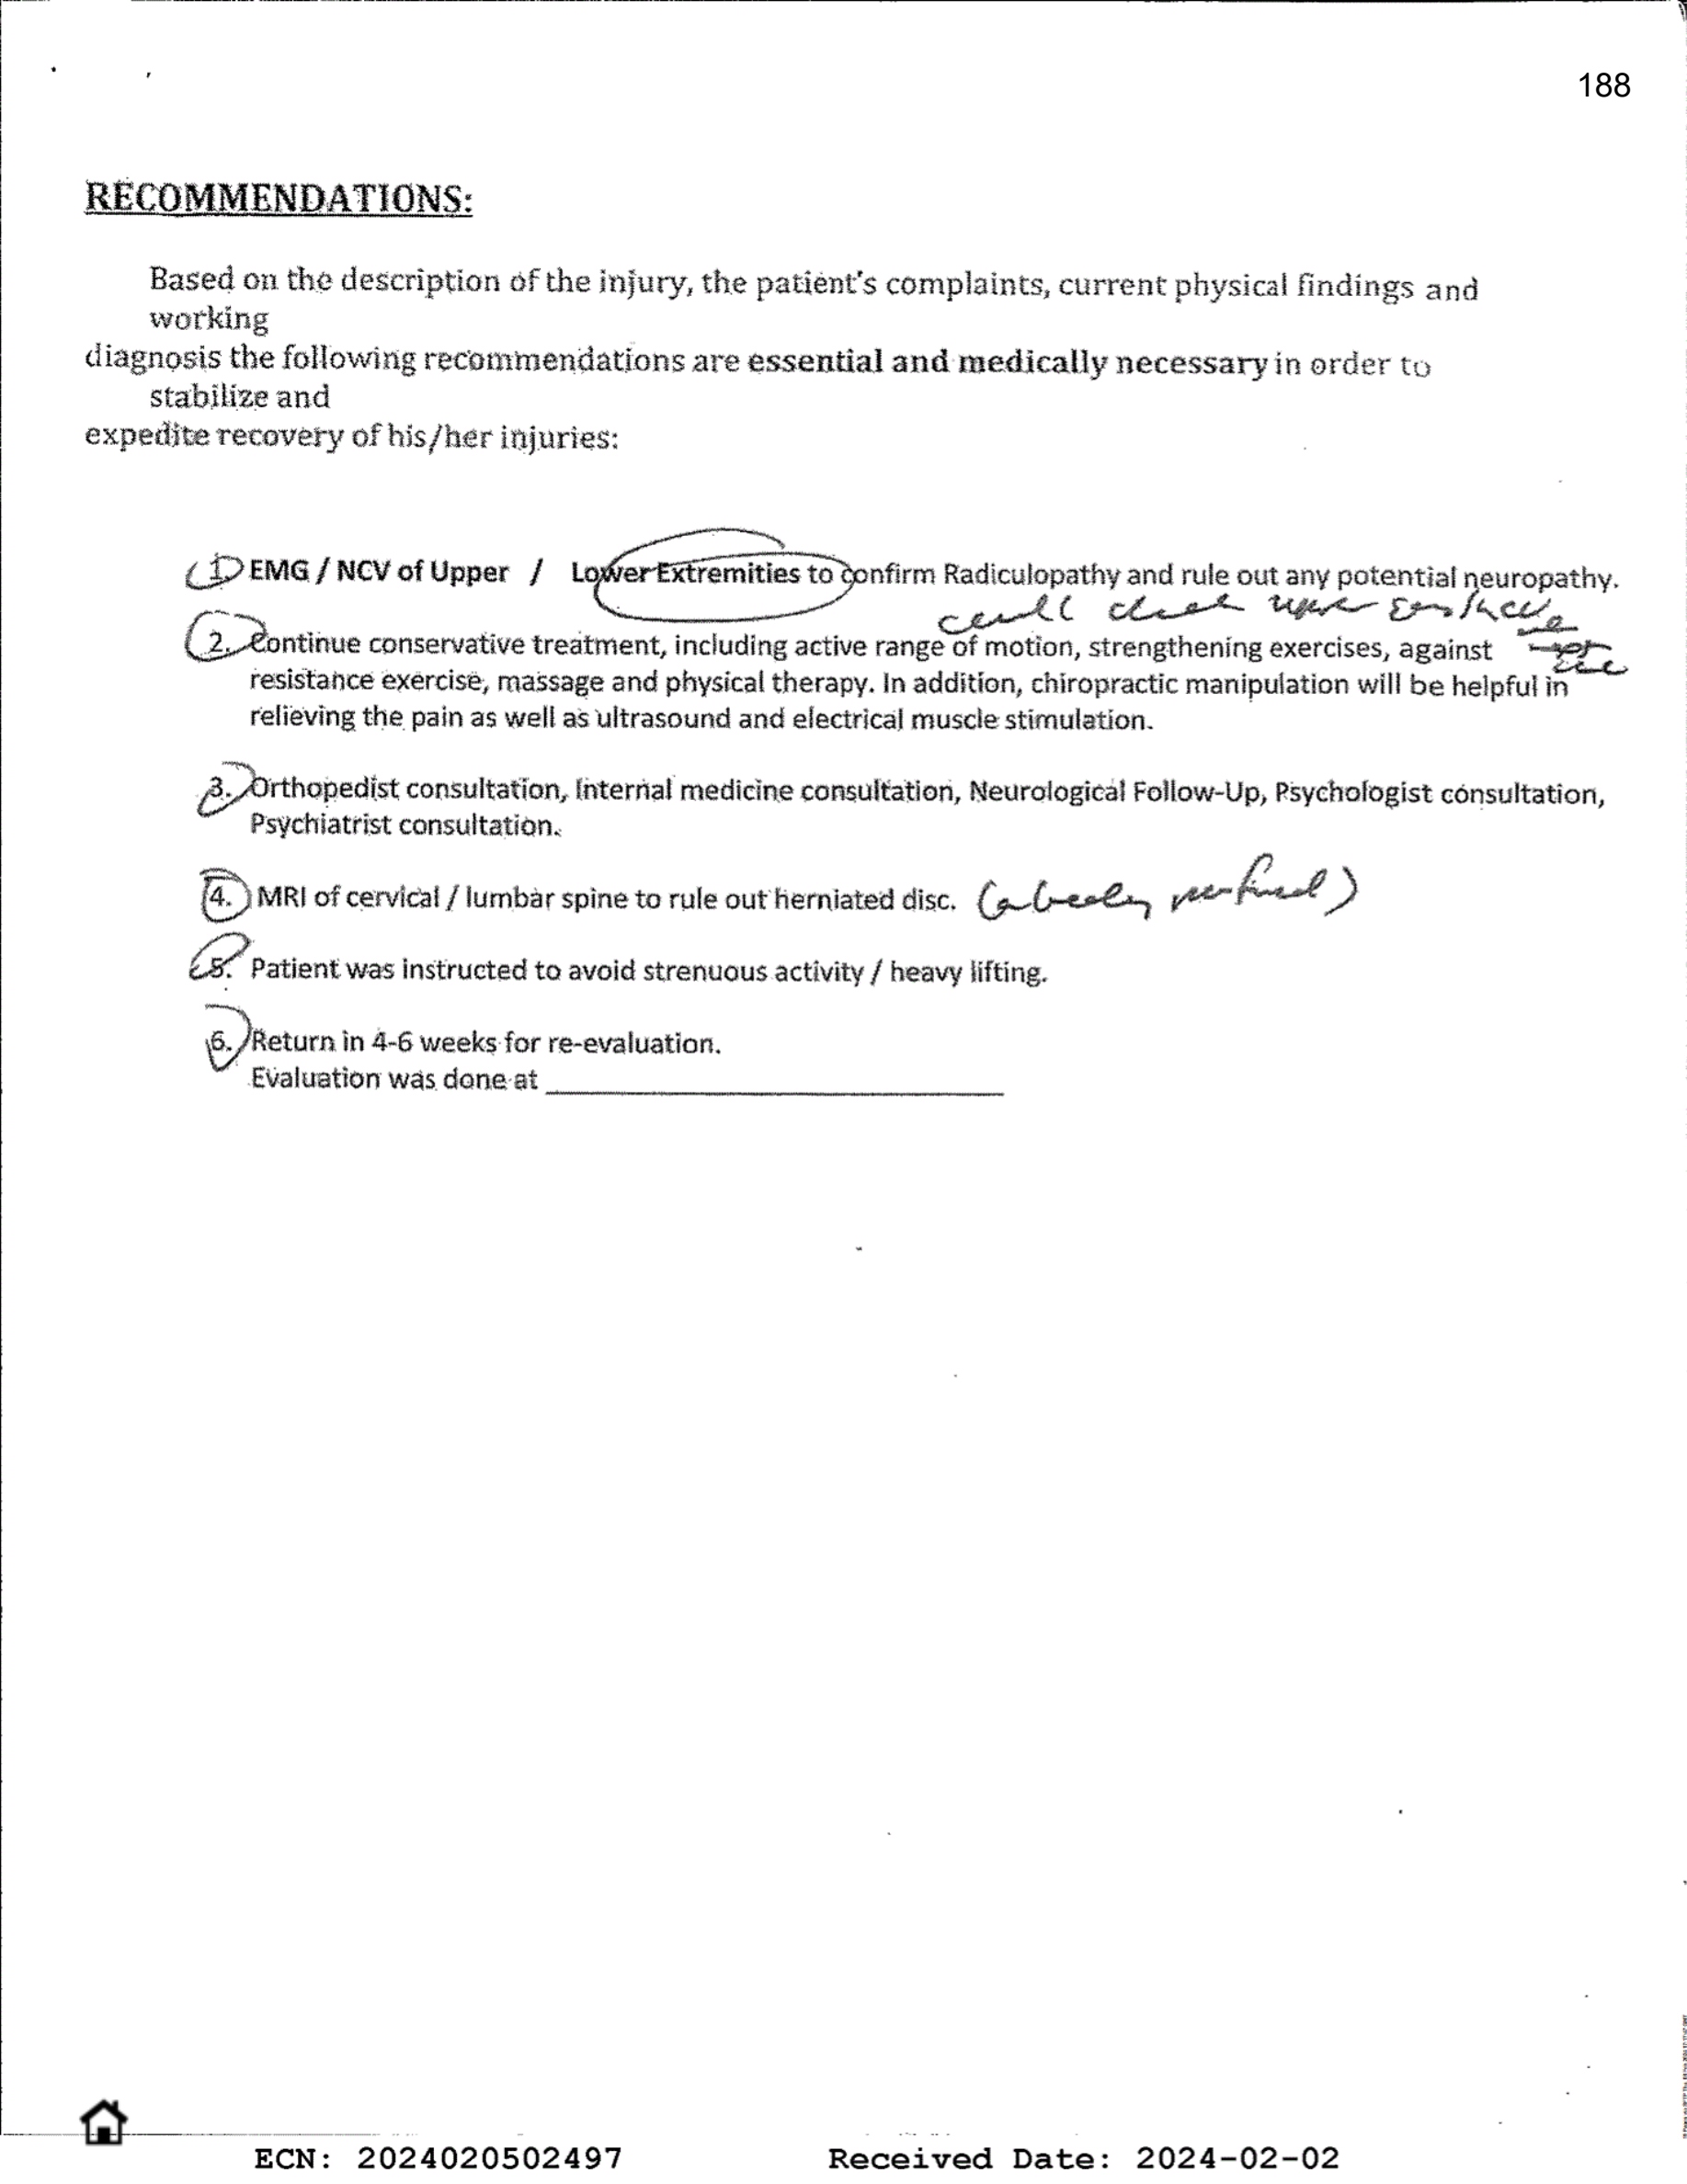 188
RECOMMENDATIONS:
Based on the description of the injury, the patient's complaints, current physical findings and
working
diagnosis the following recommendations are essential and medically necessary in order to
stabilize and
expedite recovery of his/her injuries:
1 EMG / NCV of Upper / Lower Extremities to confirm Radiculopathy and rule out any potential neuropathy.
check upper
2. Continue conservative treatment, including active range of motion, strengthening exercises, against
resistance exercise, massage and physical therapy. In addition, chiropractic manipulation will be helpful in
relieving the pain as well as ultrasound and electrical muscle stimulation.
3. Orthopedist consultation, Internal medicine consultation, Neurological Follow-Up, Psychologist consultation,
Psychiatrist consultation.
4. MRI of cervical / lumbar spine to rule out herniated disc. (already performed)
5. Patient was instructed to avoid strenuous activity / heavy lifting.
6. Return in 4-6 weeks for re-evaluation.
Evaluation was done at
ECN: 2024020502497 Received Date: 2024-02-02